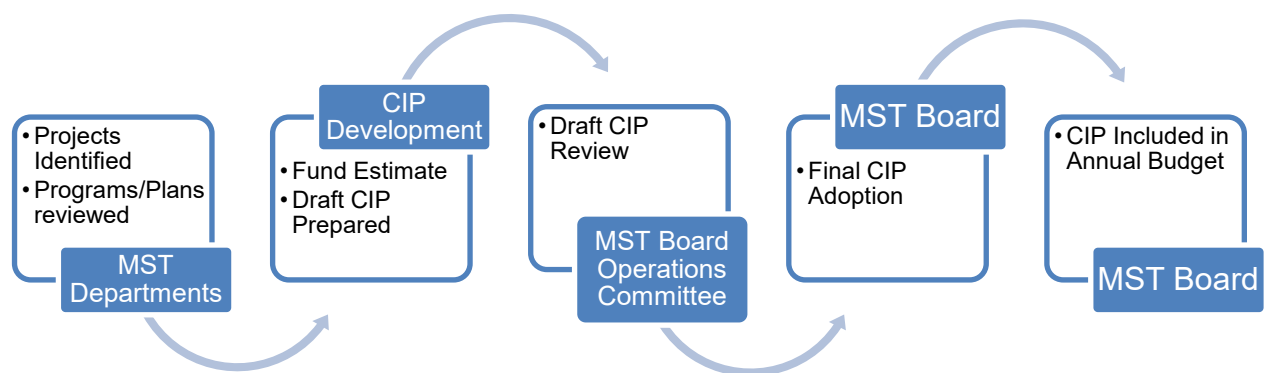 • Projects
Identified
• Programs/Plans
reviewed
MST
Departments
CIP
Development
• Fund Estimate
• Draft CIP
Prepared
• Draft CIP
Review
MST Board
Operations
Committee
MST Board
• Final CIP
Adoption
• CIP Included in
Annual Budget
MST Board